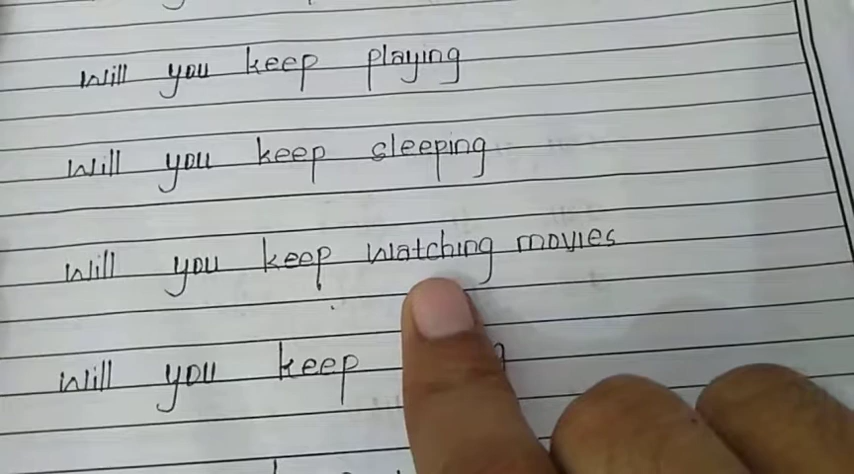 Will you keep playing
Will you keep sleeping
Will you keep watching movies
Will you keep